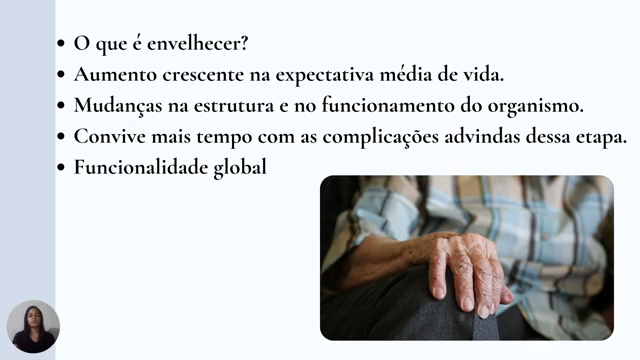 • O que é envelhecer?
• Aumento crescente na expectativa média de vida.
• Mudanças na estrutura e no funcionamento do organismo.
• Convive mais tempo com as complicações advindas dessa etapa.
• Funcionalidade global